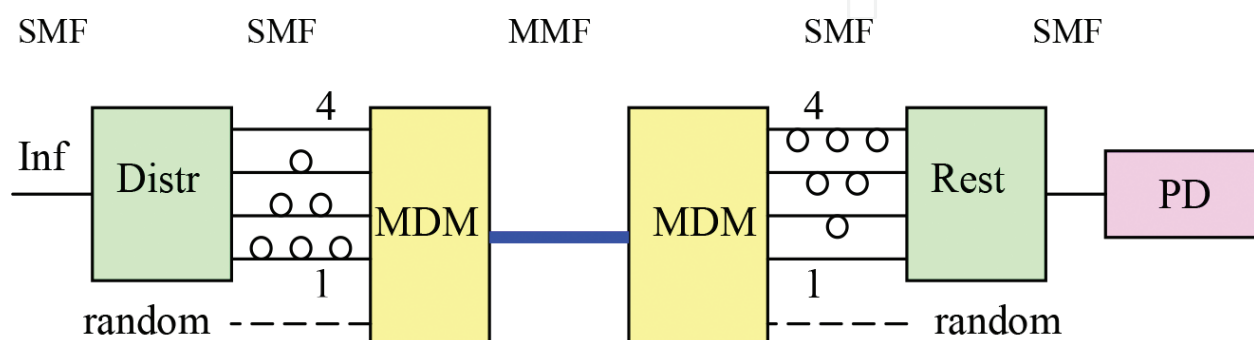 SMF SMF MMF SMF SMF
4 4
Inf Distr Rest PD
MDM MDM
1 1
random random